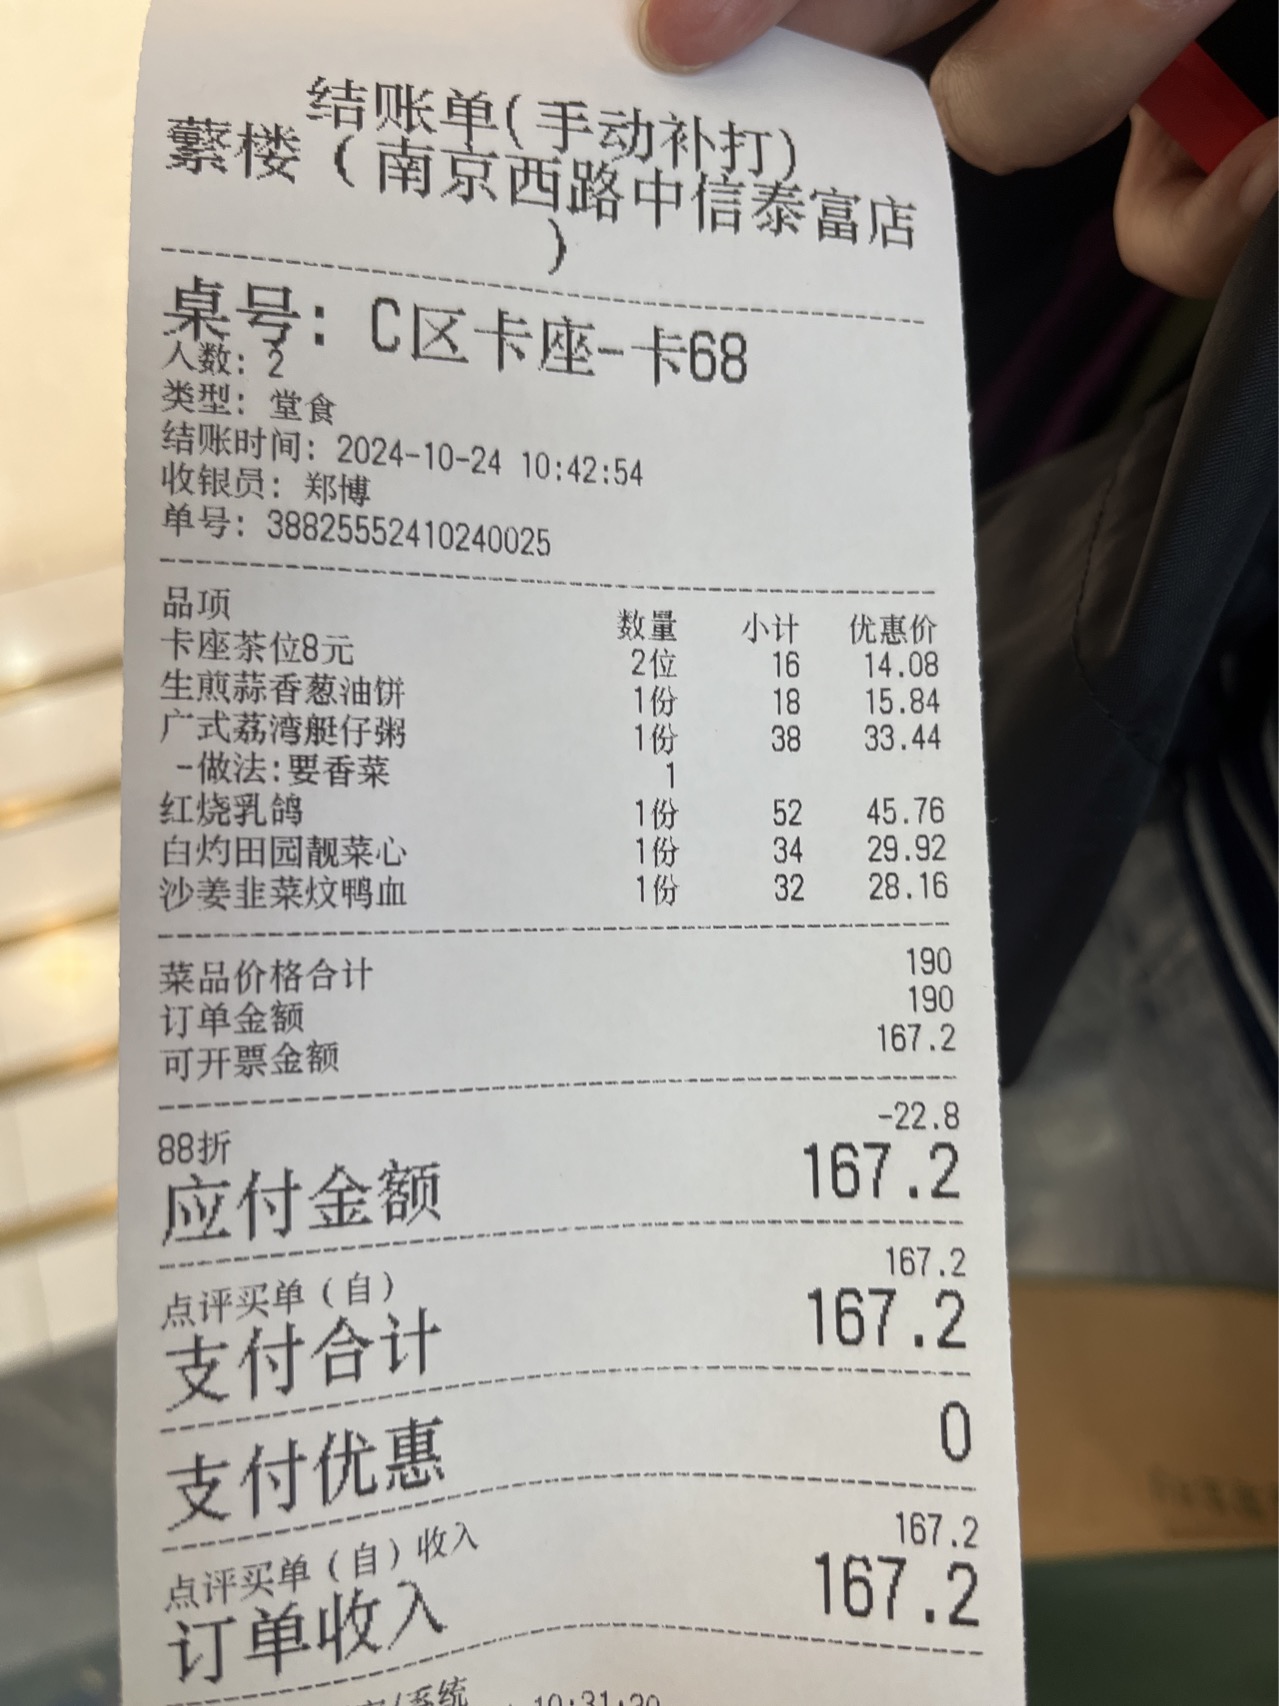 结账单(手动补打)
蘩楼（南京西路中信泰富店
）
桌号: C区卡座-卡68
人数: 2
类型: 堂食
结账时间: 2024-10-24 10:42:54
收银员: 郑博
单号: 38825552410240025
品项 数量 小计 优惠价
卡座茶位8元 2位 16 14.08
生煎蒜香葱油饼 1份 18 15.84
广式荔湾艇仔粥 1份 38 33.44
-做法:要香菜 1
红烧乳鸽 1份 52 45.76
白灼田园靓菜心 1份 34 29.92
沙姜韭菜炆鸭血 1份 32 28.16
菜品价格合计 190
订单金额 190
可开票金额 167.2
88折 -22.8
应付金额 167.2
点评买单（自） 167.2
支付合计 167.2
支付优惠 0
点评买单（自）收入 167.2
订单收入 167.2
/系统